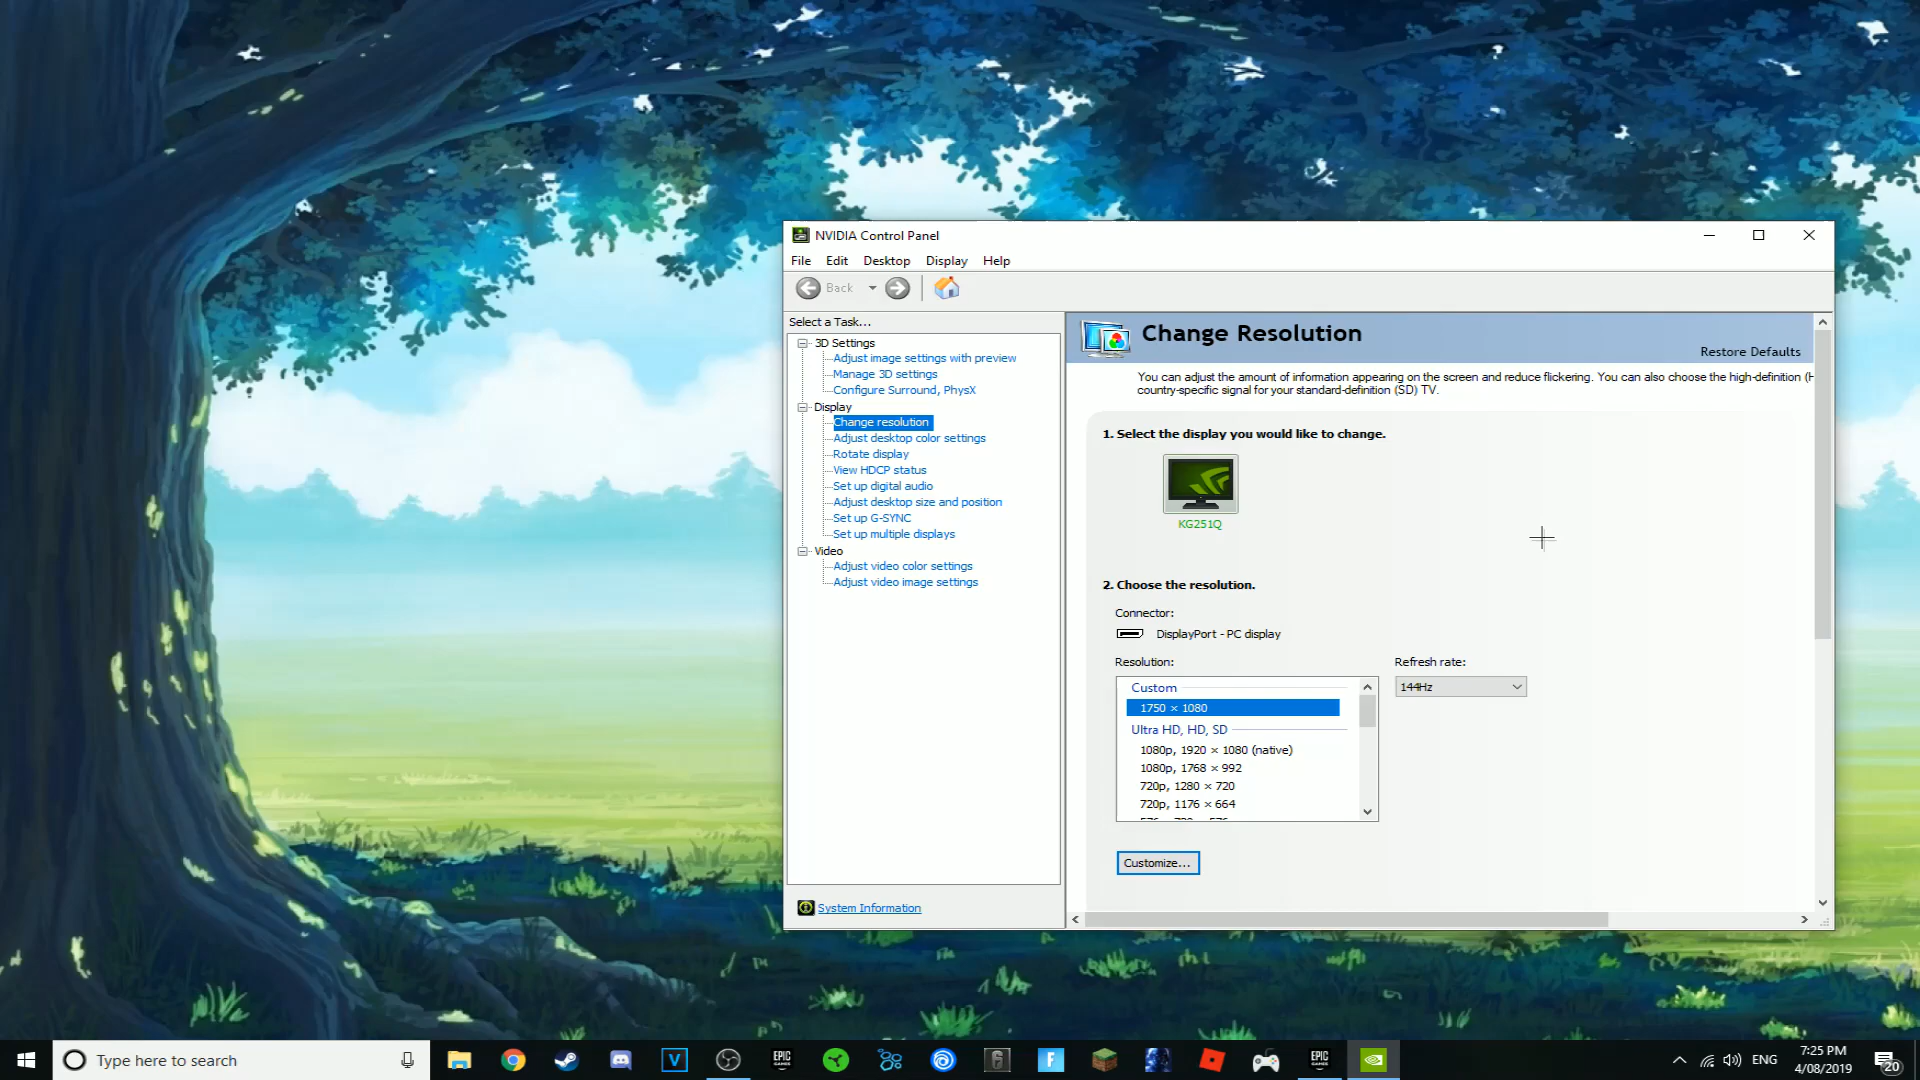 NVIDIA Control Panel
File Edit Desktop Display Help
Back
Select a Task...
3D Settings
Adjust image settings with preview
Manage 3D settings
Configure Surround, PhysX
Display
Change resolution
Adjust desktop color settings
Rotate display
View HDCP status
Set up digital audio
Adjust desktop size and position
Set up G-SYNC
Set up multiple displays
Video
Adjust video color settings
Adjust video image settings
System Information
Change Resolution
Restore Defaults
You can adjust the amount of information appearing on the screen and reduce flickering. You can also choose the high-definition (H
country-specific signal for your standard-definition (SD) TV.
1. Select the display you would like to change.
KG251Q
2. Choose the resolution.
Connector:
DisplayPort - PC display
Resolution:
Refresh rate:
Custom
144Hz
1750 × 1080
Ultra HD, HD, SD
1080p, 1920 × 1080 (native)
1080p, 1768 × 992
720p, 1280 × 720
720p, 1176 × 664
Customize...
Type here to search
V
EPIC
GAMES
6
F
EPIC
GAMES
ENG
7:25 PM
4/08/2019
20